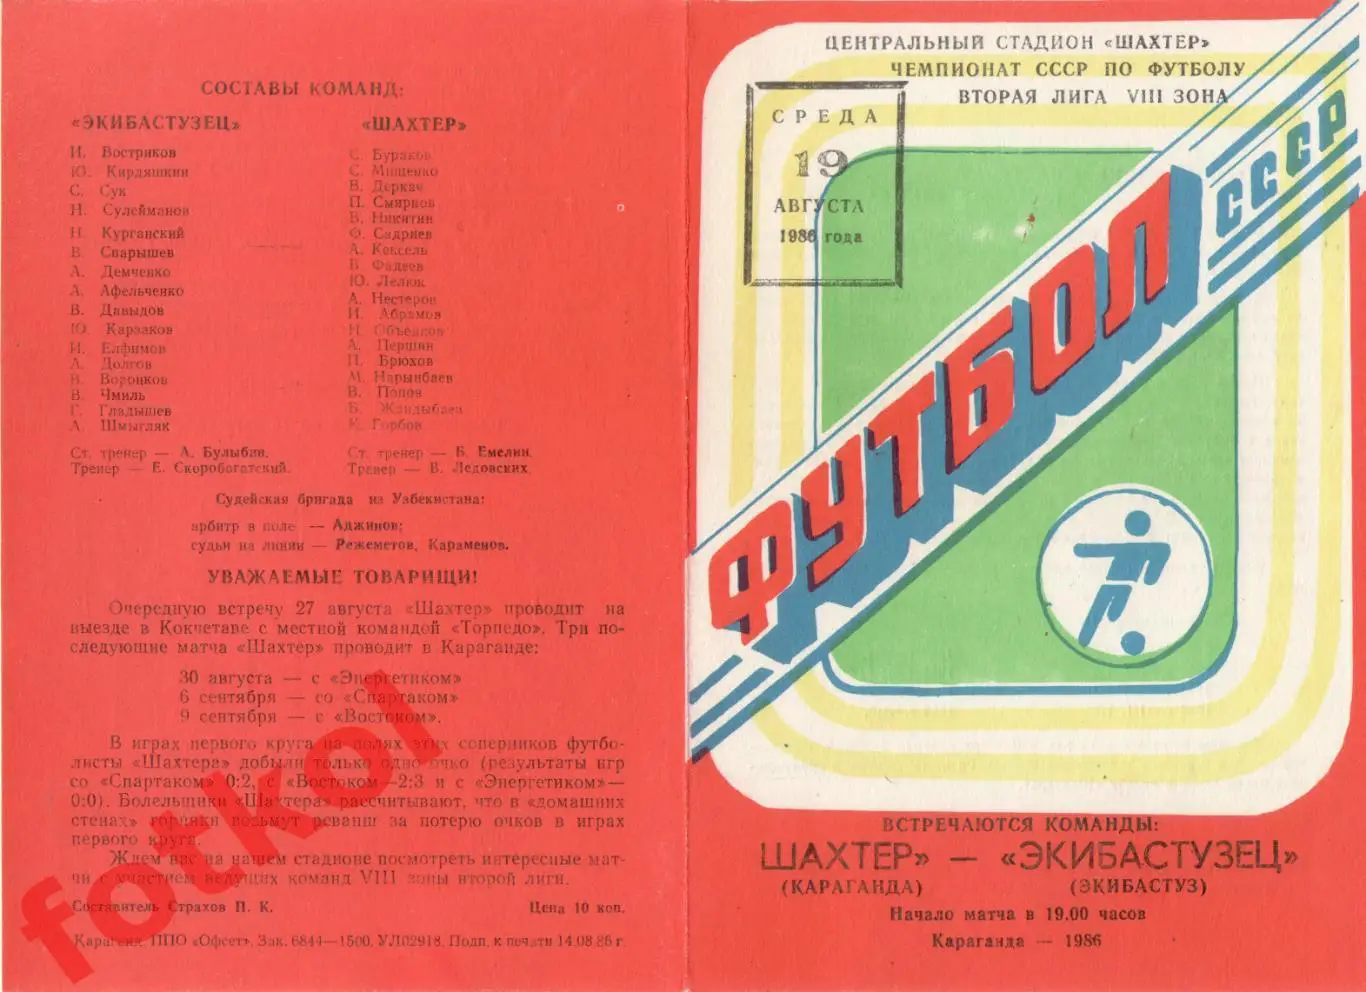 СОСТАВЫ КОМАНД:
«ЭКИБАСТУЗЕЦ»
И. Востриков
Ю. Кирдяшкин
С. Сук
Н. Сулейманов
Н. Курганский
В. Сварышев
А. Демченко
А. Афельченко
В. Давыдов
Ю. Карзаков
И. Елфимов
А. Долгов
В. Воронков
В. Чмиль
Г. Гладышев
А. Шмыгляк
Ст. тренер — А. Булыбин.
Тренер — Е. Скоробогатский.
«ШАХТЕР»
С. Бураков
С. Мищенко
В. Деркач
П. Смирнов
В. Никитин
Ф. Садриев
А. Кексель
В. Фадеев
Ю. Лелюк
А. Нестеров
И. Абрамов
Н. Объедков
А. Першин
П. Брюхов
М. Нарынбаев
В. Попов
Б. Жандыбаев
К. Горбов
Ст. тренер — Б. Емелин.
Тренер — В. Ледовских.
Судейская бригада из Узбекистана:
арбитр в поле — Аджинов;
судьи на линии — Режеметов, Караменов.
УВАЖАЕМЫЕ ТОВАРИЩИ!
Очередную встречу 27 августа «Шахтер» проводит на
выезде в Кокчетаве с местной командой «Торпедо». Три по-
следующие матча «Шахтер» проводит в Караганде:
30 августа — с «Энергетиком»
6 сентября — со «Спартаком»
9 сентября — с «Востоком».
В играх первого круга на полях этих соперников футбо-
листы «Шахтера» добыли только одно очко (результаты игр
со «Спартаком» 0:2, с «Востоком—2:3 и с «Энергетиком»—
0:0). Болельщики «Шахтера» рассчитывают, что в «домашних
стенах» горняки возьмут реванш за потерю очков в играх
первого круга.
Ждем вас на нашем стадионе посмотреть интересные мат-
чи с участием ведущих команд VIII зоны второй лиги.
Составитель Страхов П. К. Цена 10 коп.
Караганд. ППО «Офсет». Зак. 6844—1500. УЛ02918. Подп. к печати 14.08.86 г.
fotkol
ЦЕНТРАЛЬНЫЙ СТАДИОН «ШАХТЕР»
ЧЕМПИОНАТ СССР ПО ФУТБОЛУ
ВТОРАЯ ЛИГА VIII ЗОНА
СРЕДА
19
АВГУСТА
1986 года
ФУТБОЛ
СССР
ВСТРЕЧАЮТСЯ КОМАНДЫ:
ШАХТЕР» — «ЭКИБАСТУЗЕЦ»
(КАРАГАНДА) (ЭКИБАСТУЗ)
Начало матча в 19.00 часов
Караганда — 1986